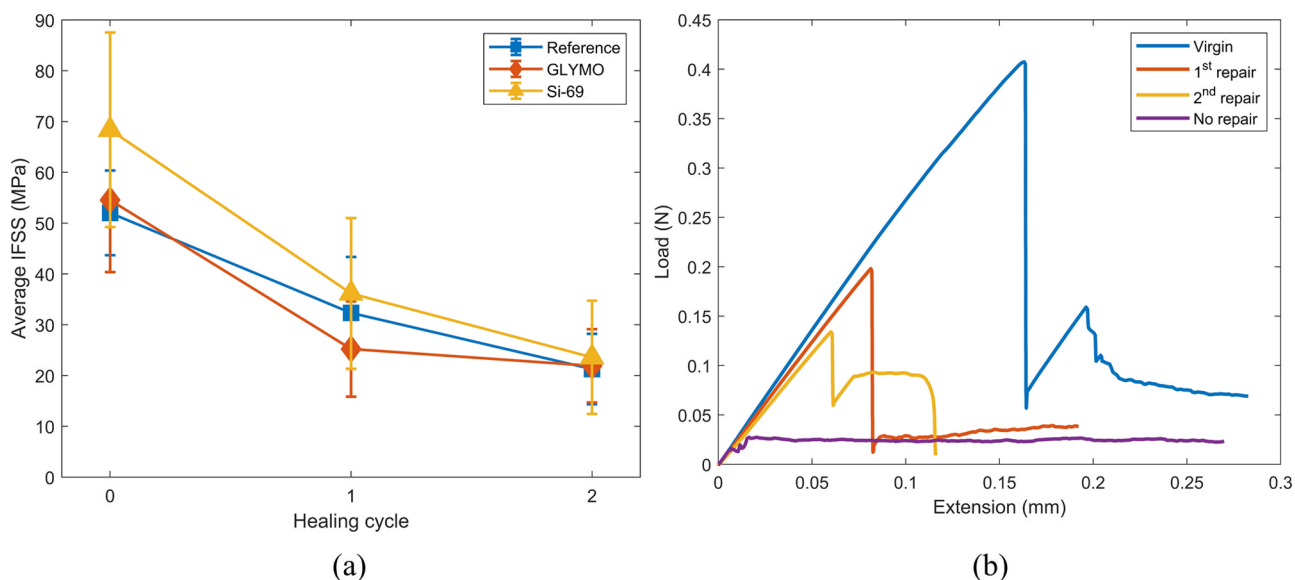 90
80
70
60
50
40
30
20
10
0
Average IFSS (MPa)
0 1 2
Healing cycle
Reference
GLYMO
Si-69
(a)
0.45
0.4
0.35
0.3
0.25
0.2
0.15
0.1
0.05
0
Load (N)
0 0.05 0.1 0.15 0.2 0.25 0.3
Extension (mm)
Virgin
1st repair
2nd repair
No repair
(b)